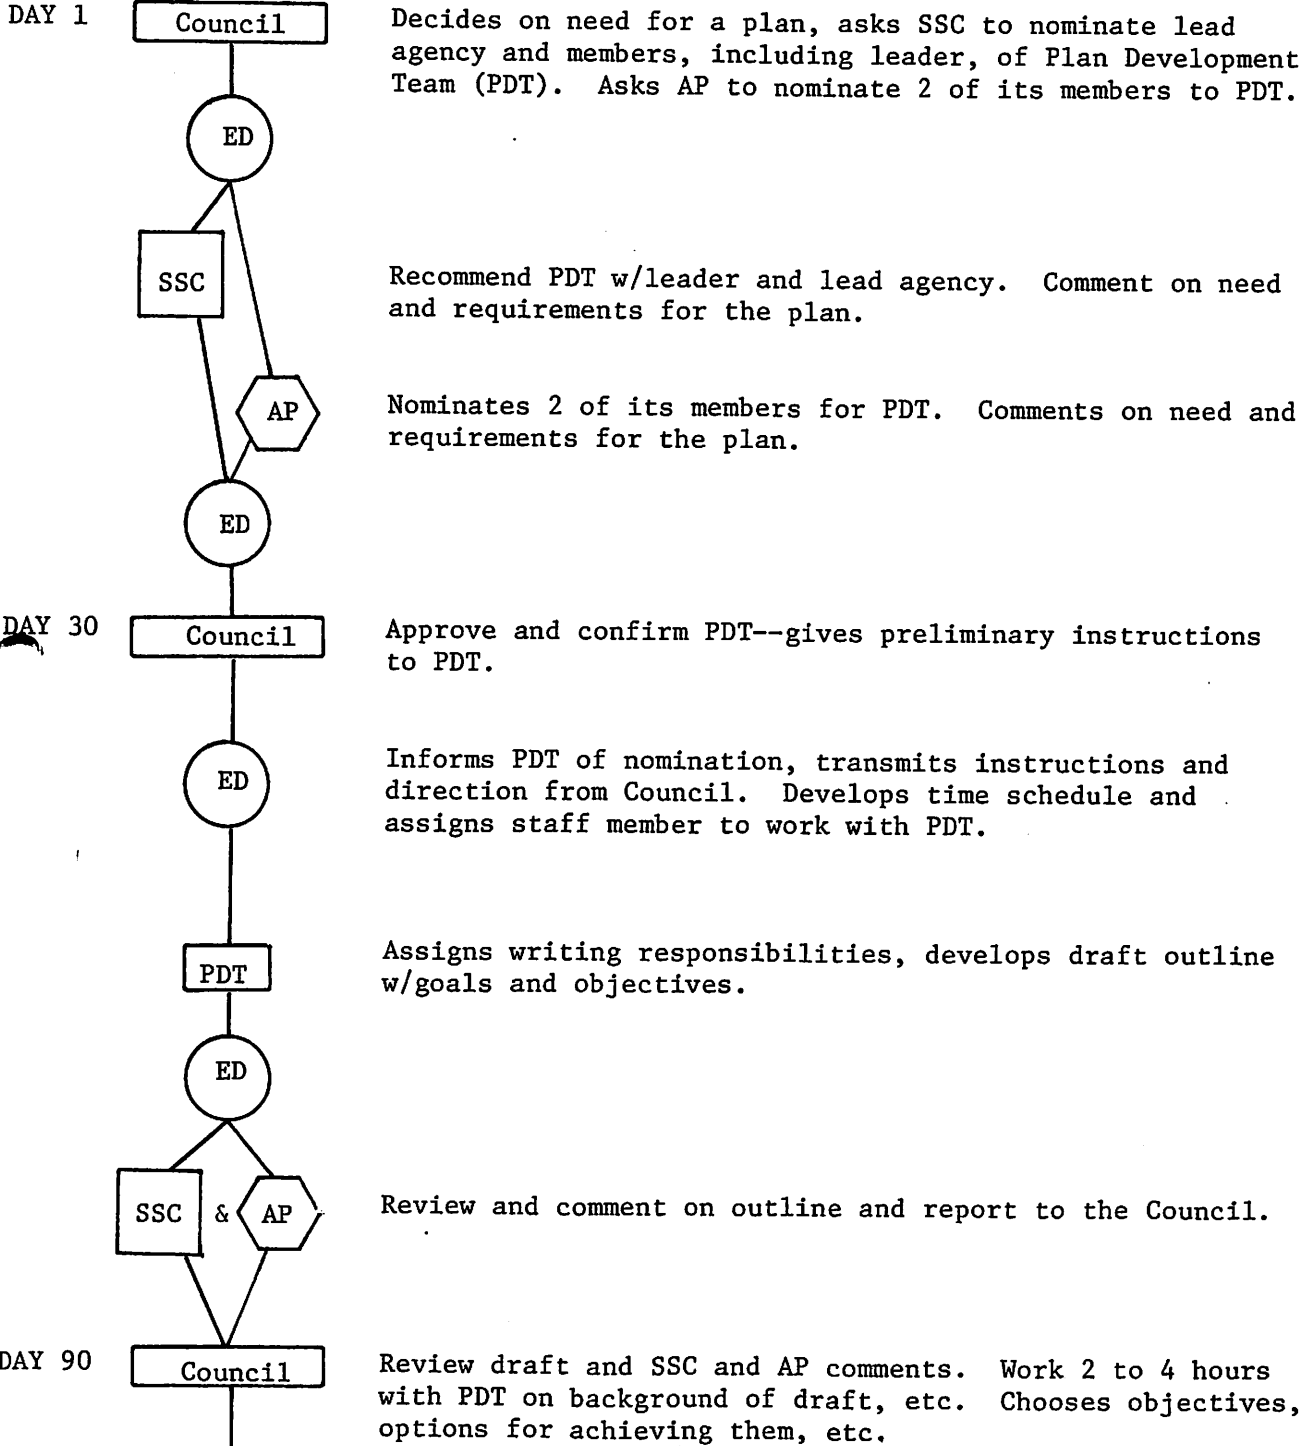 DAY 1
Council
Decides on need for a plan, asks SSC to nominate lead
agency and members, including leader, of Plan Development
Team (PDT). Asks AP to nominate 2 of its members to PDT.
ED
SSC
Recommend PDT w/leader and lead agency. Comment on need
and requirements for the plan.
AP
Nominates 2 of its members for PDT. Comments on need and
requirements for the plan.
ED
DAY 30
Council
Approve and confirm PDT--gives preliminary instructions
to PDT.
ED
Informs PDT of nomination, transmits instructions and
direction from Council. Develops time schedule and
assigns staff member to work with PDT.
PDT
Assigns writing responsibilities, develops draft outline
w/goals and objectives.
ED
SSC & AP
Review and comment on outline and report to the Council.
DAY 90
Council
Review draft and SSC and AP comments. Work 2 to 4 hours
with PDT on background of draft, etc. Chooses objectives,
options for achieving them, etc.